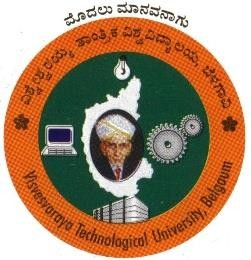 ಮೊದಲು ಮಾನವನಾಗು
ವಿಶ್ವೇಶ್ವರಯ್ಯ ತಾಂತ್ರಿಕ ವಿಶ್ವವಿದ್ಯಾಲಯ, ಬೆಳಗಾವಿ
Visvesvaraya Technological University, Belgaum